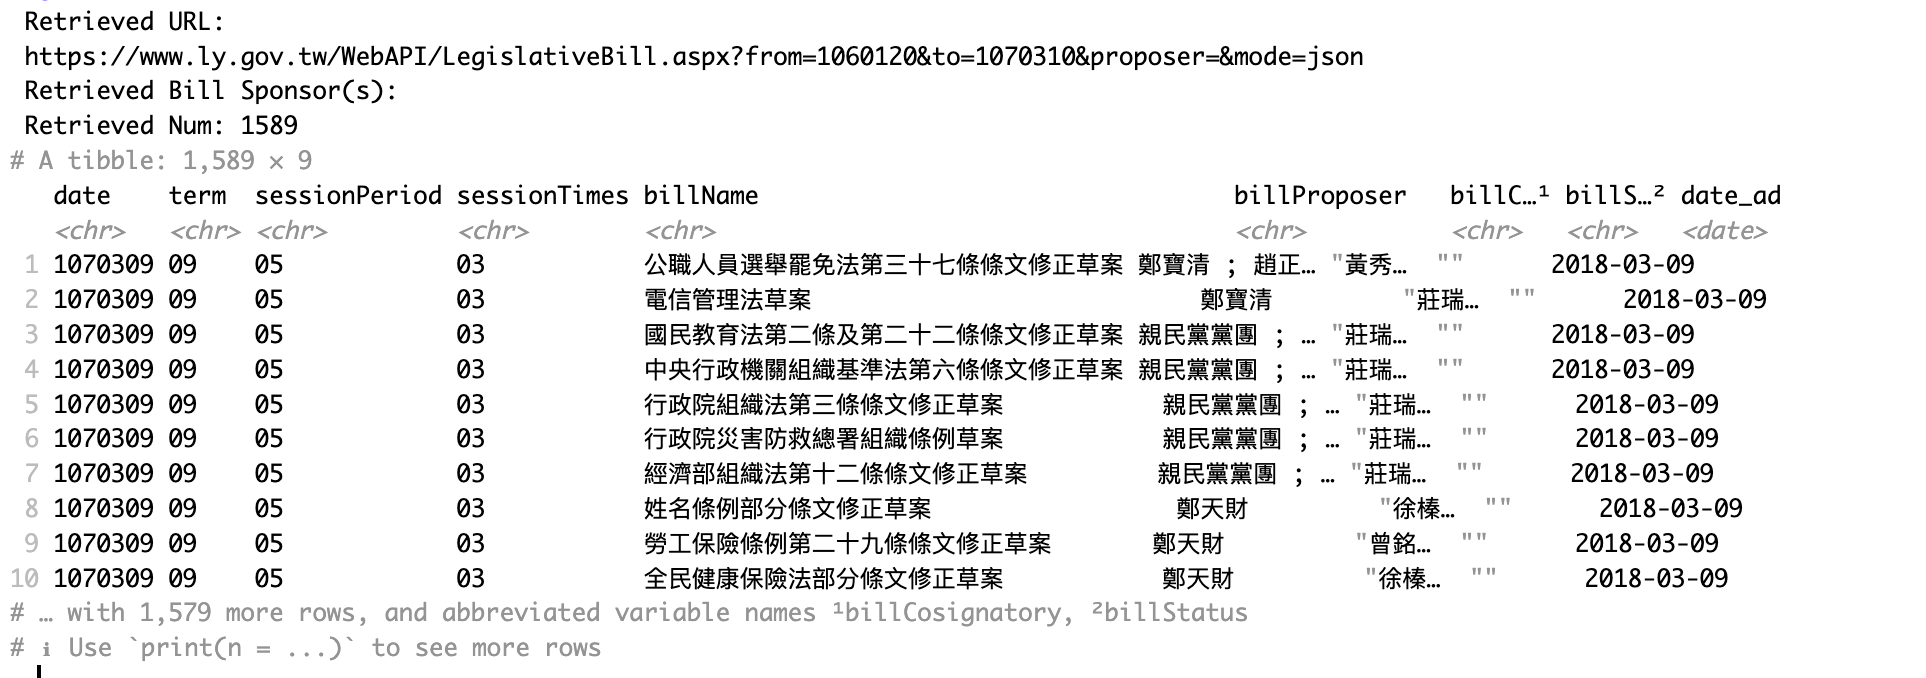 Retrieved URL:
https://www.ly.gov.tw/WebAPI/LegislativeBill.aspx?from=1060120&to=1070310&proposer=&mode=json
Retrieved Bill Sponsor(s):
Retrieved Num: 1589
# A tibble: 1,589 × 9
date term sessionPeriod sessionTimes billName billProposer billC…¹ billS…² date_ad
<chr> <chr> <chr> <chr> <chr> <chr> <chr> <chr> <date>
1 1070309 09 05 03 公職人員選舉罷免法第三十七條條文修正草案 鄭寶清 ; 趙正… "黃秀… "" 2018-03-09
2 1070309 09 05 03 電信管理法草案 鄭寶清 "莊瑞… "" 2018-03-09
3 1070309 09 05 03 國民教育法第二條及第二十二條條文修正草案 親民黨黨團 ; … "莊瑞… "" 2018-03-09
4 1070309 09 05 03 中央行政機關組織基準法第六條條文修正草案 親民黨黨團 ; … "莊瑞… "" 2018-03-09
5 1070309 09 05 03 行政院組織法第三條條文修正草案 親民黨黨團 ; … "莊瑞… "" 2018-03-09
6 1070309 09 05 03 行政院災害防救總署組織條例草案 親民黨黨團 ; … "莊瑞… "" 2018-03-09
7 1070309 09 05 03 經濟部組織法第十二條條文修正草案 親民黨黨團 ; … "莊瑞… "" 2018-03-09
8 1070309 09 05 03 姓名條例部分條文修正草案 鄭天財 "徐榛… "" 2018-03-09
9 1070309 09 05 03 勞工保險條例第二十九條條文修正草案 鄭天財 "曾銘… "" 2018-03-09
10 1070309 09 05 03 全民健康保險法部分條文修正草案 鄭天財 "徐榛… "" 2018-03-09
# … with 1,579 more rows, and abbreviated variable names ¹billCosignatory, ²billStatus
# ℹ Use `print(n = ...)` to see more rows